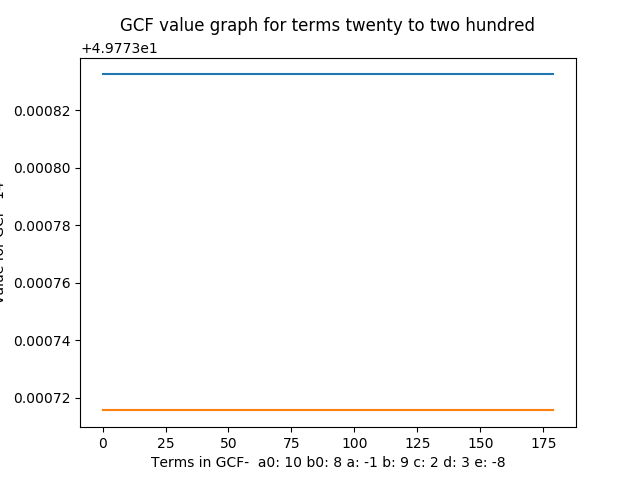 GCF value graph for terms twenty to two hundred
+4.9773e1
0.00082
0.00080
0.00078
0.00076
0.00074
0.00072
0 25 50 75 100 125 150 175
Terms in GCF- a0: 10 b0: 8 a: -1 b: 9 c: 2 d: 3 e: -8